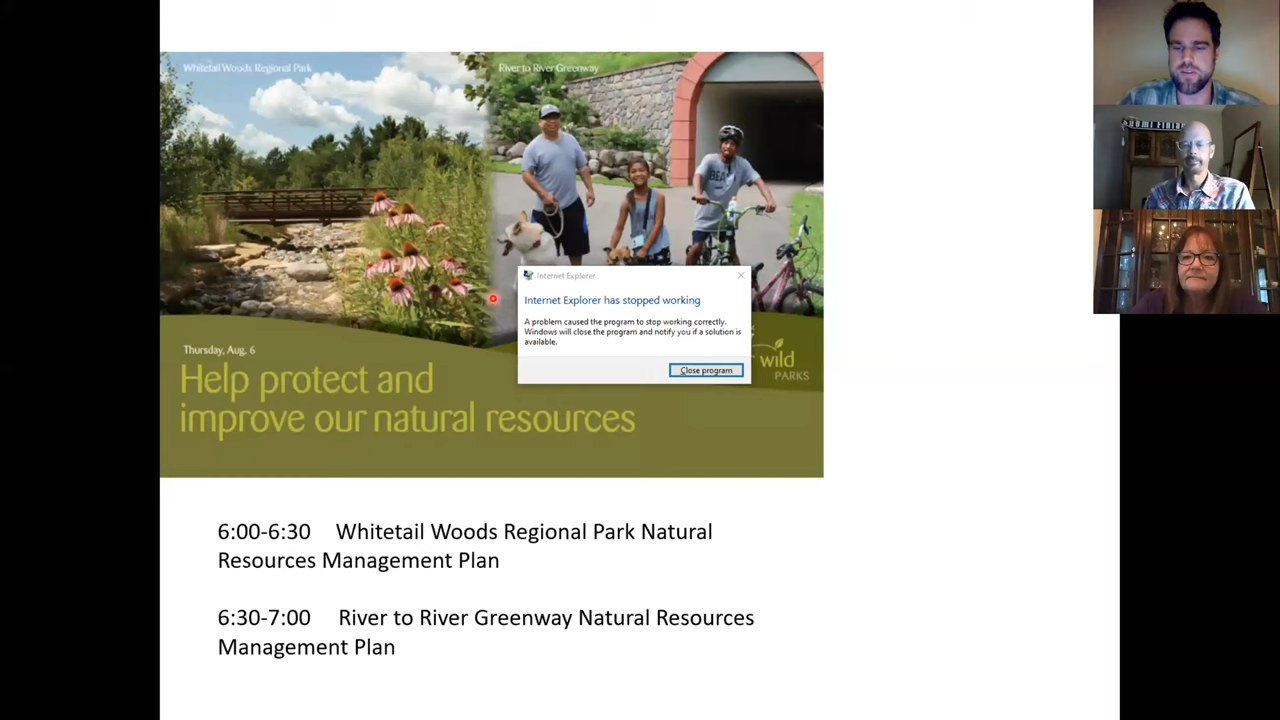 Whitetail Woods Regional Park
River to River Greenway
Internet Explorer
Internet Explorer has stopped working
A problem caused the program to stop working correctly.
Windows will close the program and notify you if a solution is
available.
Close program
Thursday, Aug. 6
Help protect and
improve our natural resources
wild
PARKS
6:00-6:30 Whitetail Woods Regional Park Natural
Resources Management Plan
6:30-7:00 River to River Greenway Natural Resources
Management Plan